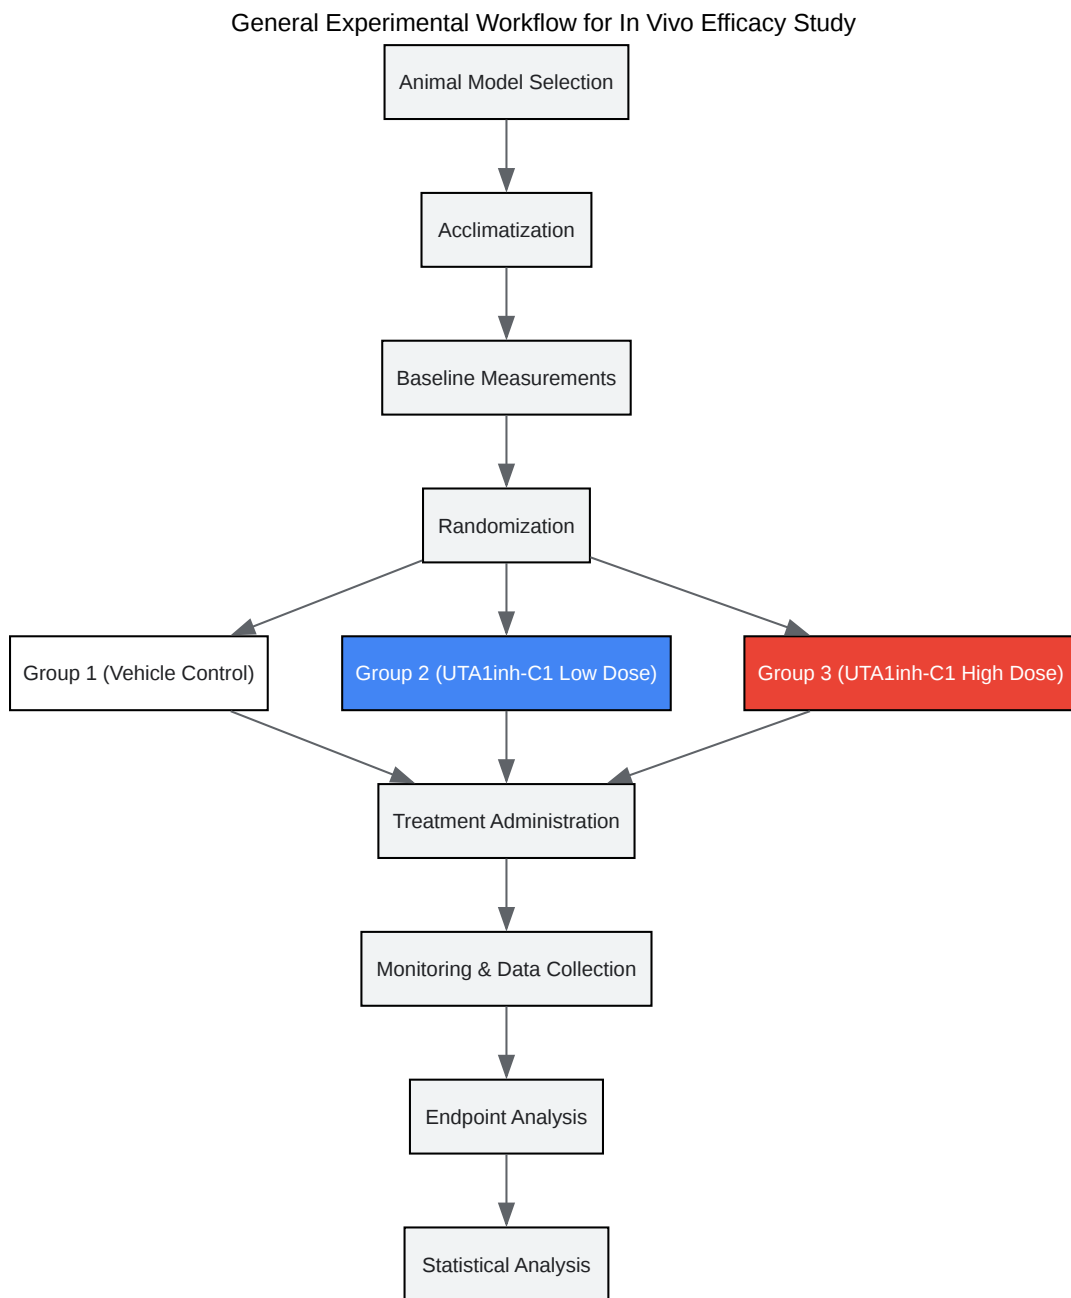 General Experimental Workflow for In Vivo Efficacy Study
Animal Model Selection
Acclimatization
Baseline Measurements
Randomization
Group 1 (Vehicle Control)
Group 2 (UTA1inh-C1 Low Dose)
Group 3 (UTA1inh-C1 High Dose)
Treatment Administration
Monitoring & Data Collection
Endpoint Analysis
Statistical Analysis